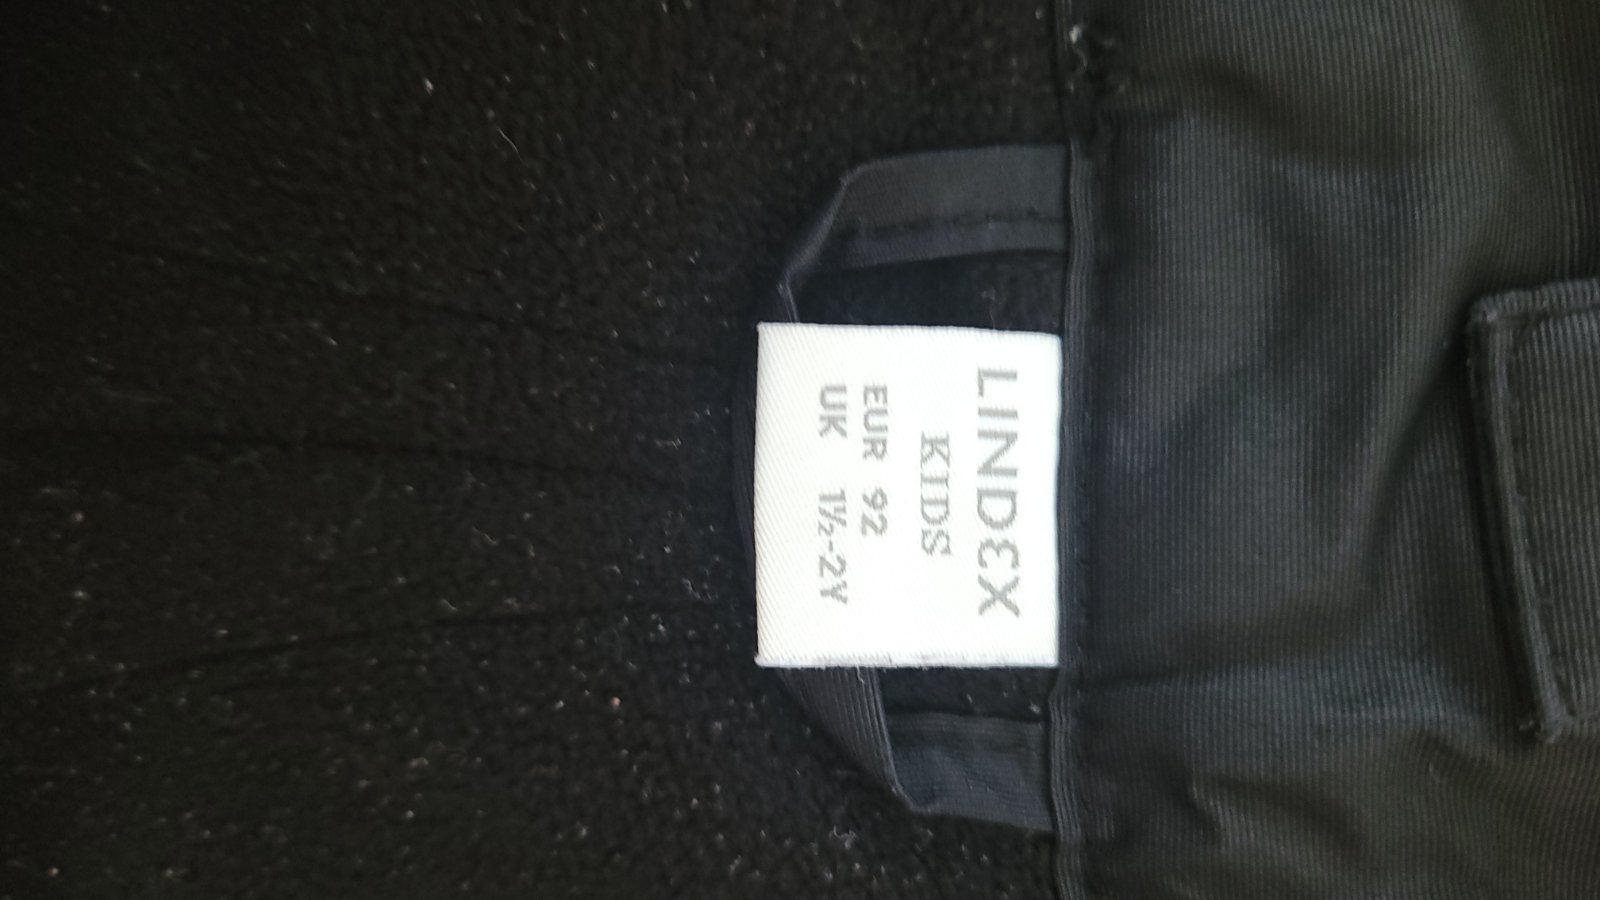 LINDEX
KIDS
EUR 92
UK 1½-2Y